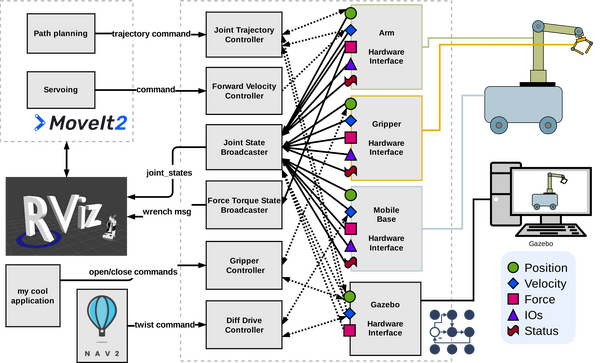 Path planning
trajectory command
Joint Trajectory
Controller
Arm
Hardware
Interface
Servoing
command
Forward Velocity
Controller
MoveIt2
Joint State
Broadcaster
Gripper
Hardware
Interface
joint_states
RViz
wrench msg
Force Torque State
Broadcaster
Mobile
Base
Hardware
Interface
Gazebo
my cool
application
open/close commands
Gripper
Controller
NAV2
twist command
Diff Drive
Controller
Gazebo
Hardware
Interface
Position
Velocity
Force
IOs
Status